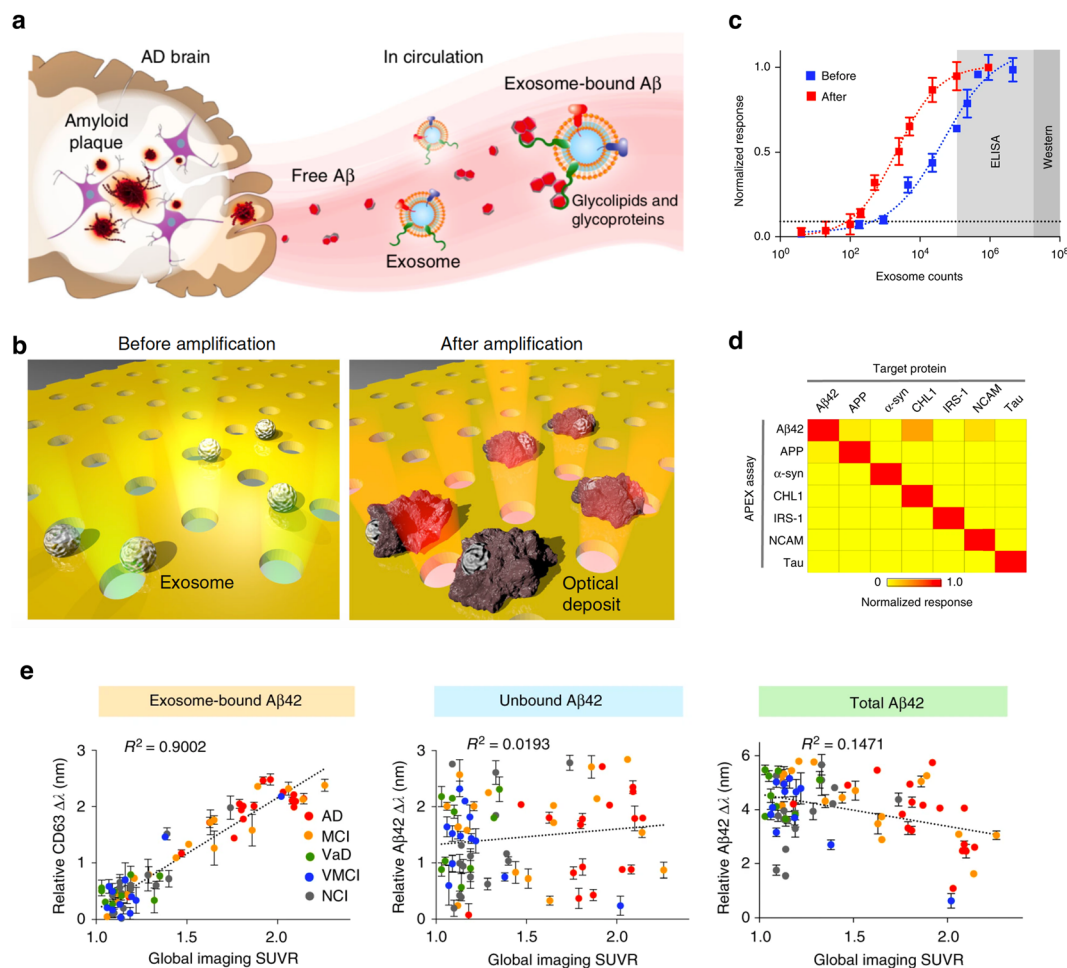 a
AD brain
In circulation
Amyloid
plaque
Free Aβ
Exosome-bound Aβ
Glycolipids and
glycoproteins
Exosome
b
Before amplification
After amplification
Exosome
Optical
deposit
c
Normalized response
1.0
0.5
0.0
Before
After
ELISA
Western
10⁰
10²
10⁴
10⁶
10⁸
Exosome counts
d
Target protein
Aβ42
APP
α-syn
CHL1
IRS-1
NCAM
Tau
APEX assay
Aβ42
APP
α-syn
CHL1
IRS-1
NCAM
Tau
0
1.0
Normalized response
e
Exosome-bound Aβ42
R² = 0.9002
Relative CD63 Δλ (nm)
3
2
1
0
AD
MCI
VaD
VMCI
NCI
1.0
1.5
2.0
Global imaging SUVR
Unbound Aβ42
R² = 0.0193
Relative Aβ42 Δλ (nm)
3
2
1
0
1.0
1.5
2.0
Global imaging SUVR
Total Aβ42
R² = 0.1471
Relative Aβ42 Δλ (nm)
6
4
2
0
1.0
1.5
2.0
Global imaging SUVR